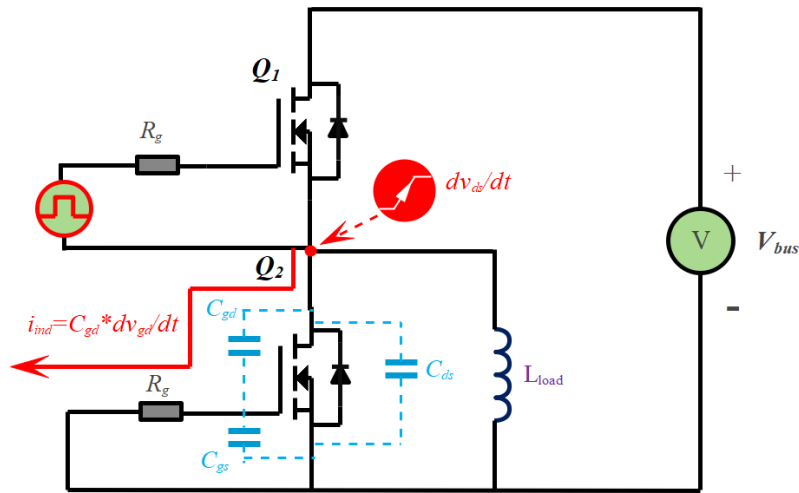 Q1
Rg
dvds/dt
+
V
Vbus
-
Q2
Cgd
iind=Cgd*dvgd/dt
Cds
Lload
Rg
Cgs